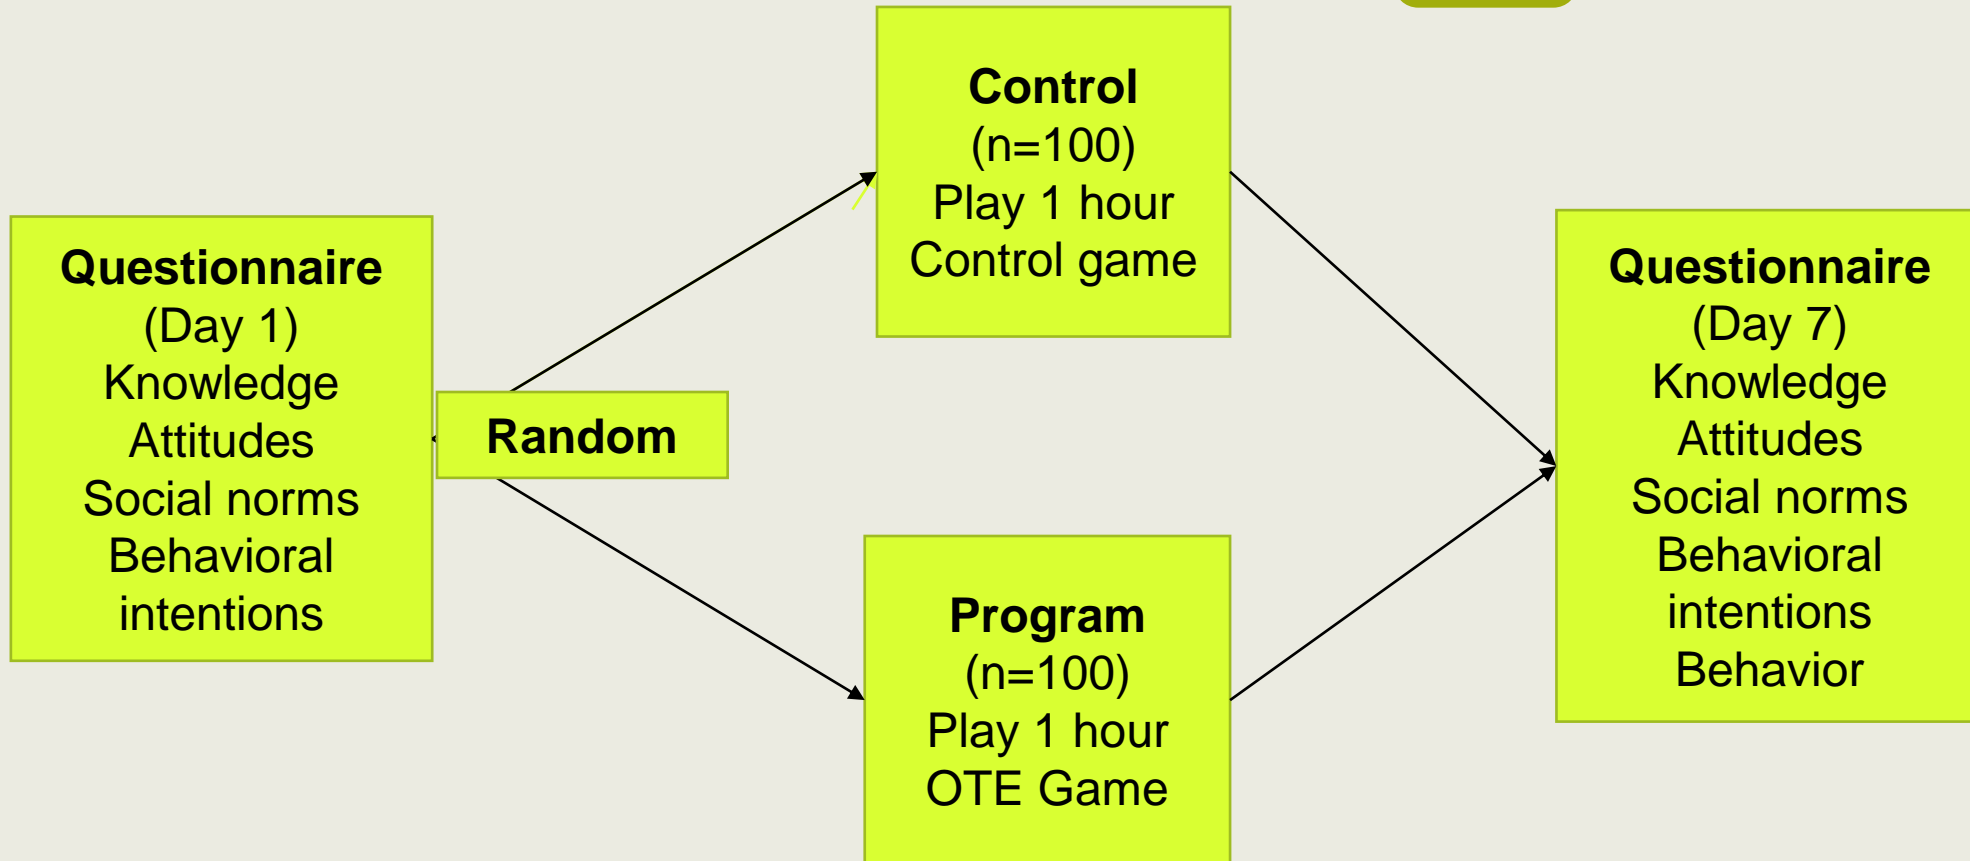 Questionnaire
(Day 1)
Knowledge
Attitudes
Social norms
Behavioral
intentions
Random
Control
(n=100)
Play 1 hour
Control game
Program
(n=100)
Play 1 hour
OTE Game
Questionnaire
(Day 7)
Knowledge
Attitudes
Social norms
Behavioral
intentions
Behavior